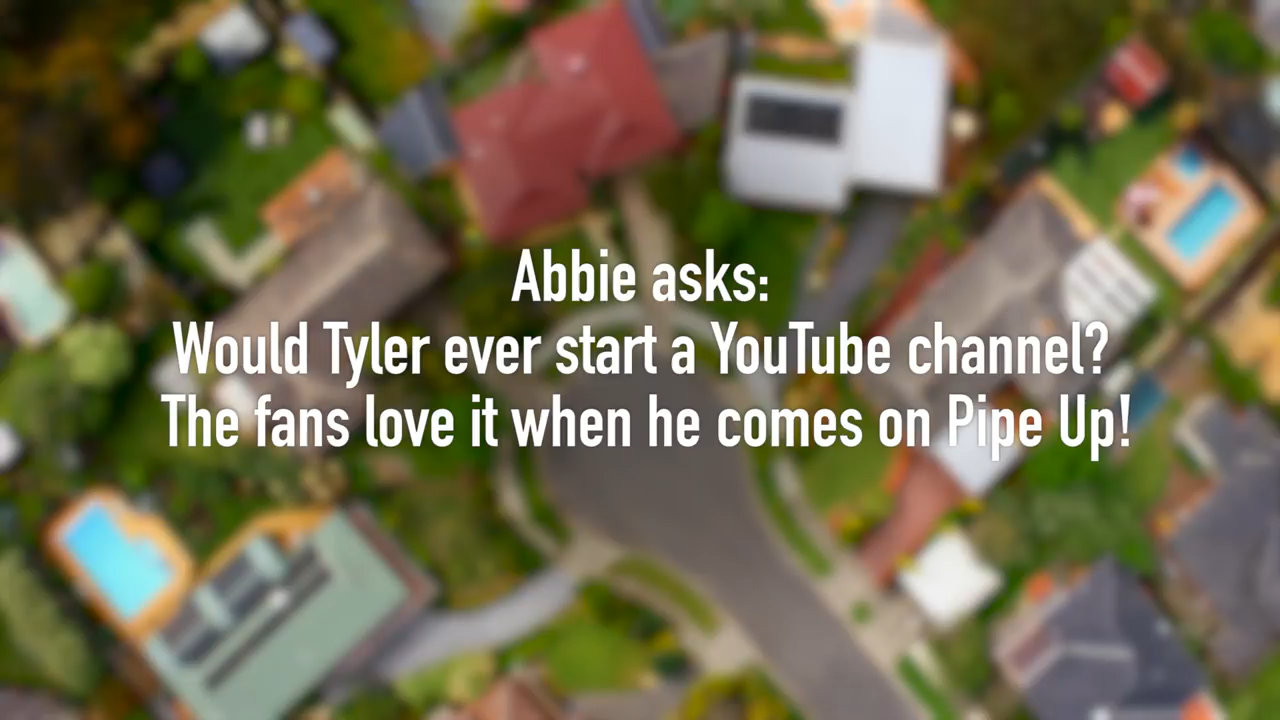 Abbie asks:
Would Tyler ever start a YouTube channel?
The fans love it when he comes on Pipe Up!